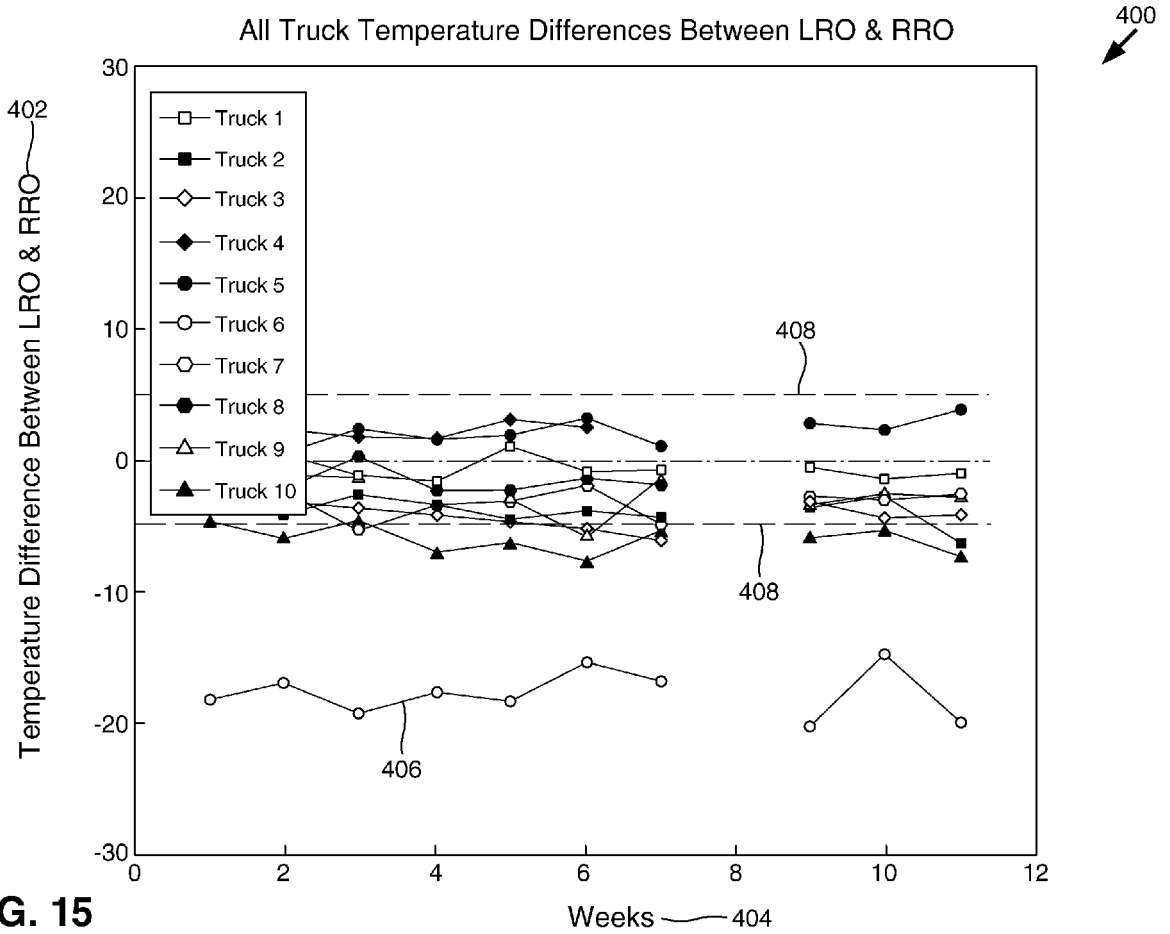 All Truck Temperature Differences Between LRO & RRO
400
402
Temperature Difference Between LRO & RRO
30
20
10
0
-10
-20
-30
Truck 1
Truck 2
Truck 3
Truck 4
Truck 5
Truck 6
Truck 7
Truck 8
Truck 9
Truck 10
408
408
406
0
2
4
6
8
10
12
Weeks
404
G. 15